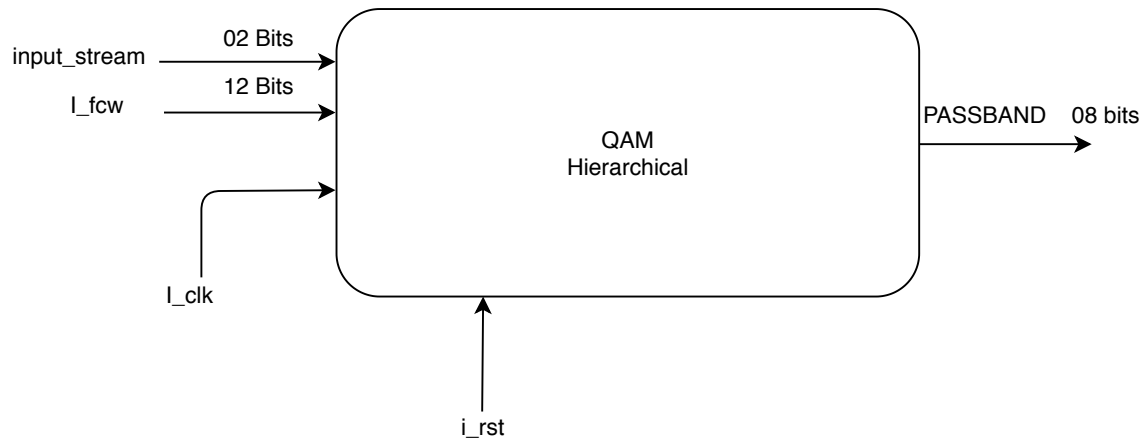 02 Bits
input_stream
12 Bits
I_fcw
PASSBAND 08 bits
QAM
Hierarchical
I_clk
i_rst